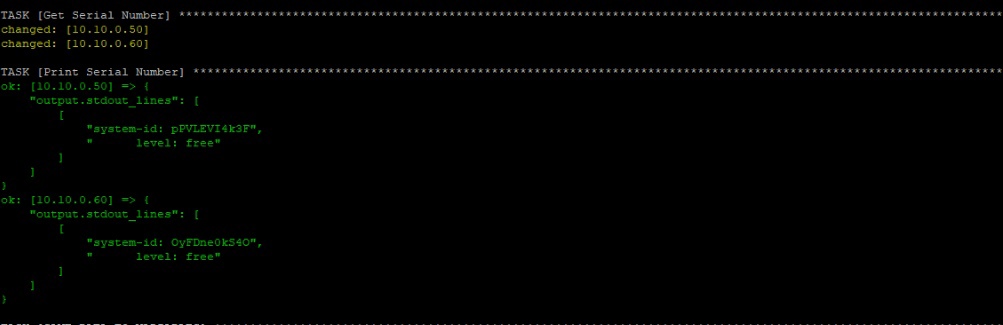 TASK [Get Serial Number] ******************************************************************************************************************
changed: [10.10.0.50]
changed: [10.10.0.60]
TASK [Print Serial Number] ****************************************************************************************************************
ok: [10.10.0.50] => {
    "output.stdout_lines": [
        [
            "system-id: pPVLEVI4k3F",
            "      level: free"
        ]
    ]
}
ok: [10.10.0.60] => {
    "output.stdout_lines": [
        [
            "system-id: OyFDne0kS4O",
            "      level: free"
        ]
    ]
}